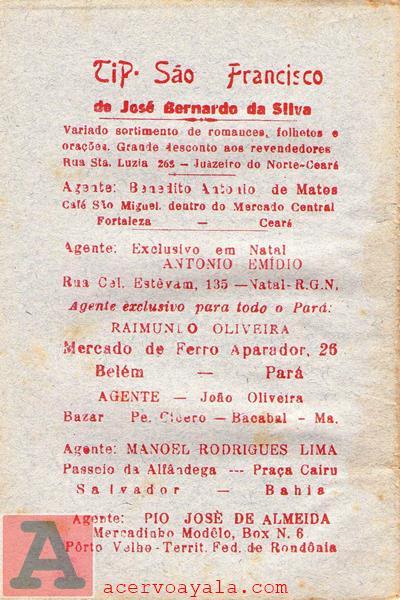 Tip. São Francisco
de José Bernardo da Silva
Variado sortimento de romances, folhetos e
orações. Grande desconto aos revendedores
Rua Sta. Luzia 263 - Juazeiro do Norte-Ceará
Agente: Benedito Antonio de Matos
Café São Miguel, dentro do Mercado Central
Fortaleza — Ceará
Agente: Exclusivo em Natal
ANTONIO EMÍDIO
Rua Cel. Estêvam, 135 —Natal-R.G.N.
Agente exclusivo para todo o Pará:
RAIMUNDO OLIVEIRA
Mercado de Ferro Aparador, 26
Belém — Pará
AGENTE — João Oliveira
Bazar Pe. Cicero — Bacabal - Ma.
Agente: MANOEL RODRIGUES LIMA
Passeio da Alfândega --- Praça Cairu
Salvador — Bahia
Agente: PIO JOSÈ DE ALMEIDA
Mercadinho Modêlo, Box N. 6
Pôrto Velho-Territ. Fed. de Rondônia
A
acervoayala.com